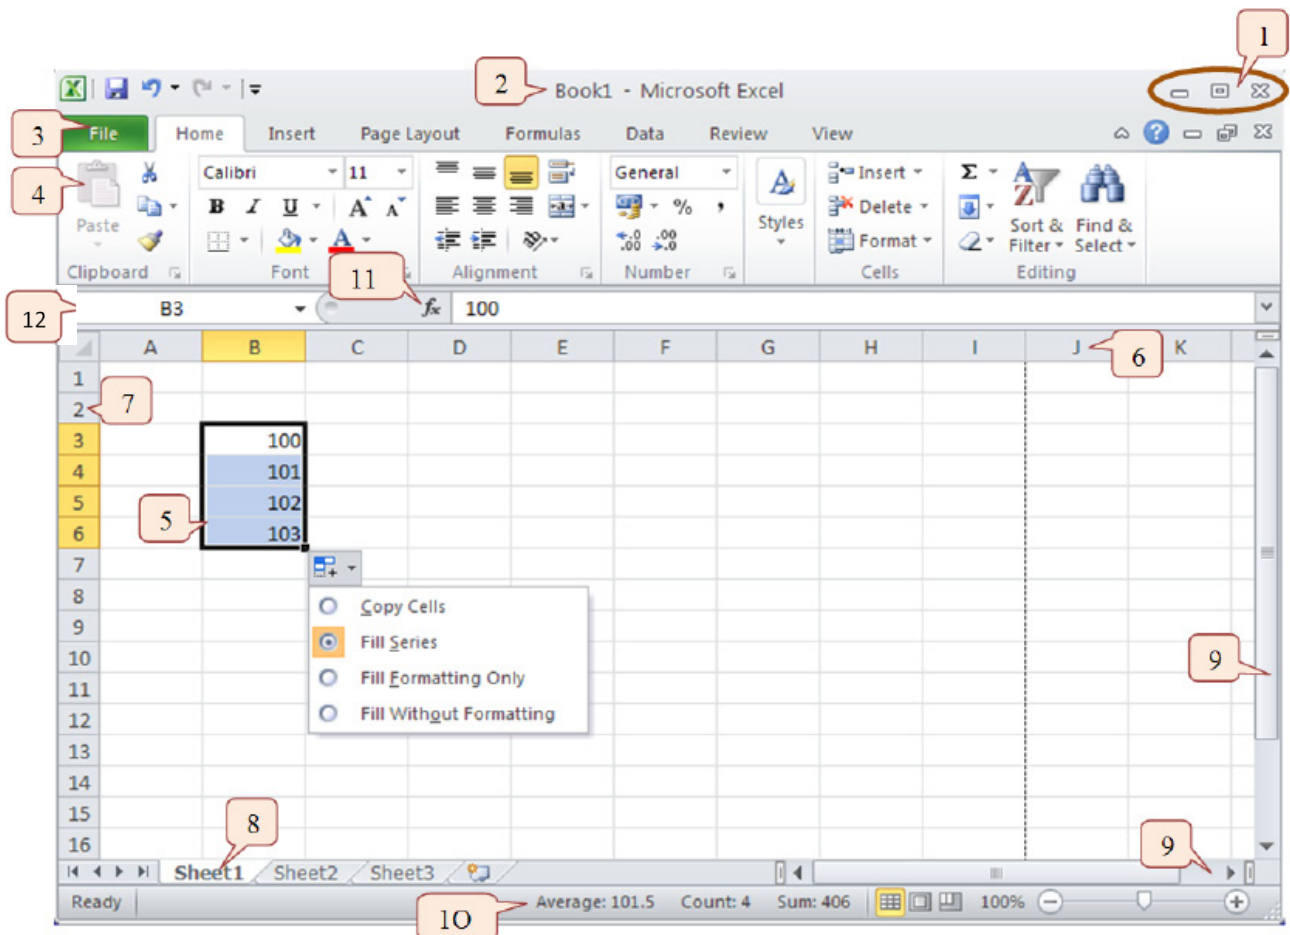 1
2 Book1 - Microsoft Excel
3 File Home Insert Page Layout Formulas Data Review View
4 Calibri 11 General Insert Σ A Z
B I U A A % , Styles Delete
Paste .0 .00 .00 .0 Format Sort & Filter Find & Select
Clipboard Font Alignment Number Cells Editing
11
12 B3 fx 100
A B C D E F G H I J K
6
1
2 7
3 100
4 101
5 102
5
6 103
7
8 Copy Cells
9 Fill Series
10 Fill Formatting Only
9
11
12 Fill Without Formatting
13
14
15
8
16
9
Sheet1 Sheet2 Sheet3
Ready Average: 101.5 Count: 4 Sum: 406 100%
10